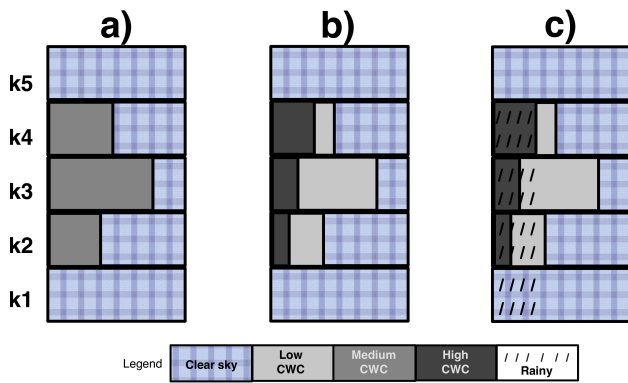 a) b) c)
k5
k4
k3
k2
k1
Legend Clear sky Low CWC Medium CWC High CWC Rainy